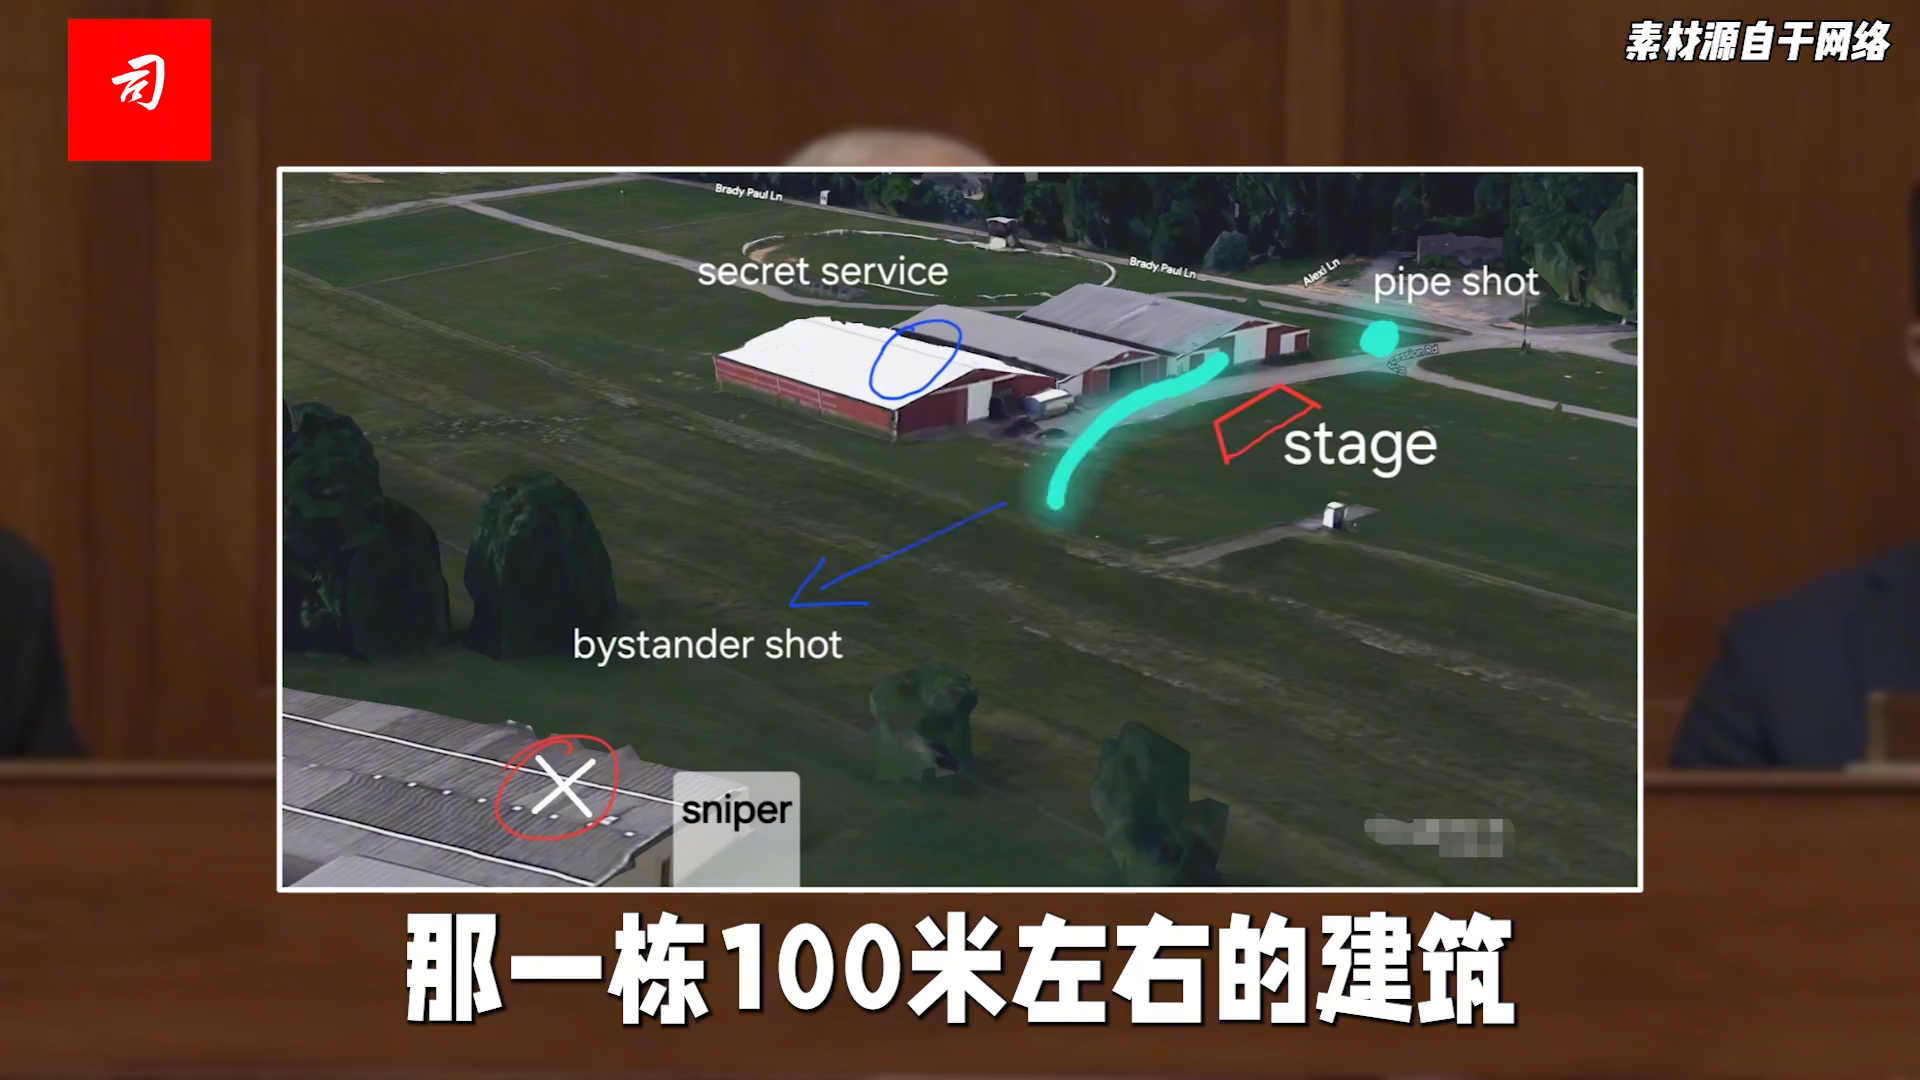 司
素材源自于网络
Brady Paul Ln
secret service
Brady Paul Ln
Alexi Ln
pipe shot
stage
bystander shot
sniper
那一栋100米左右的建筑